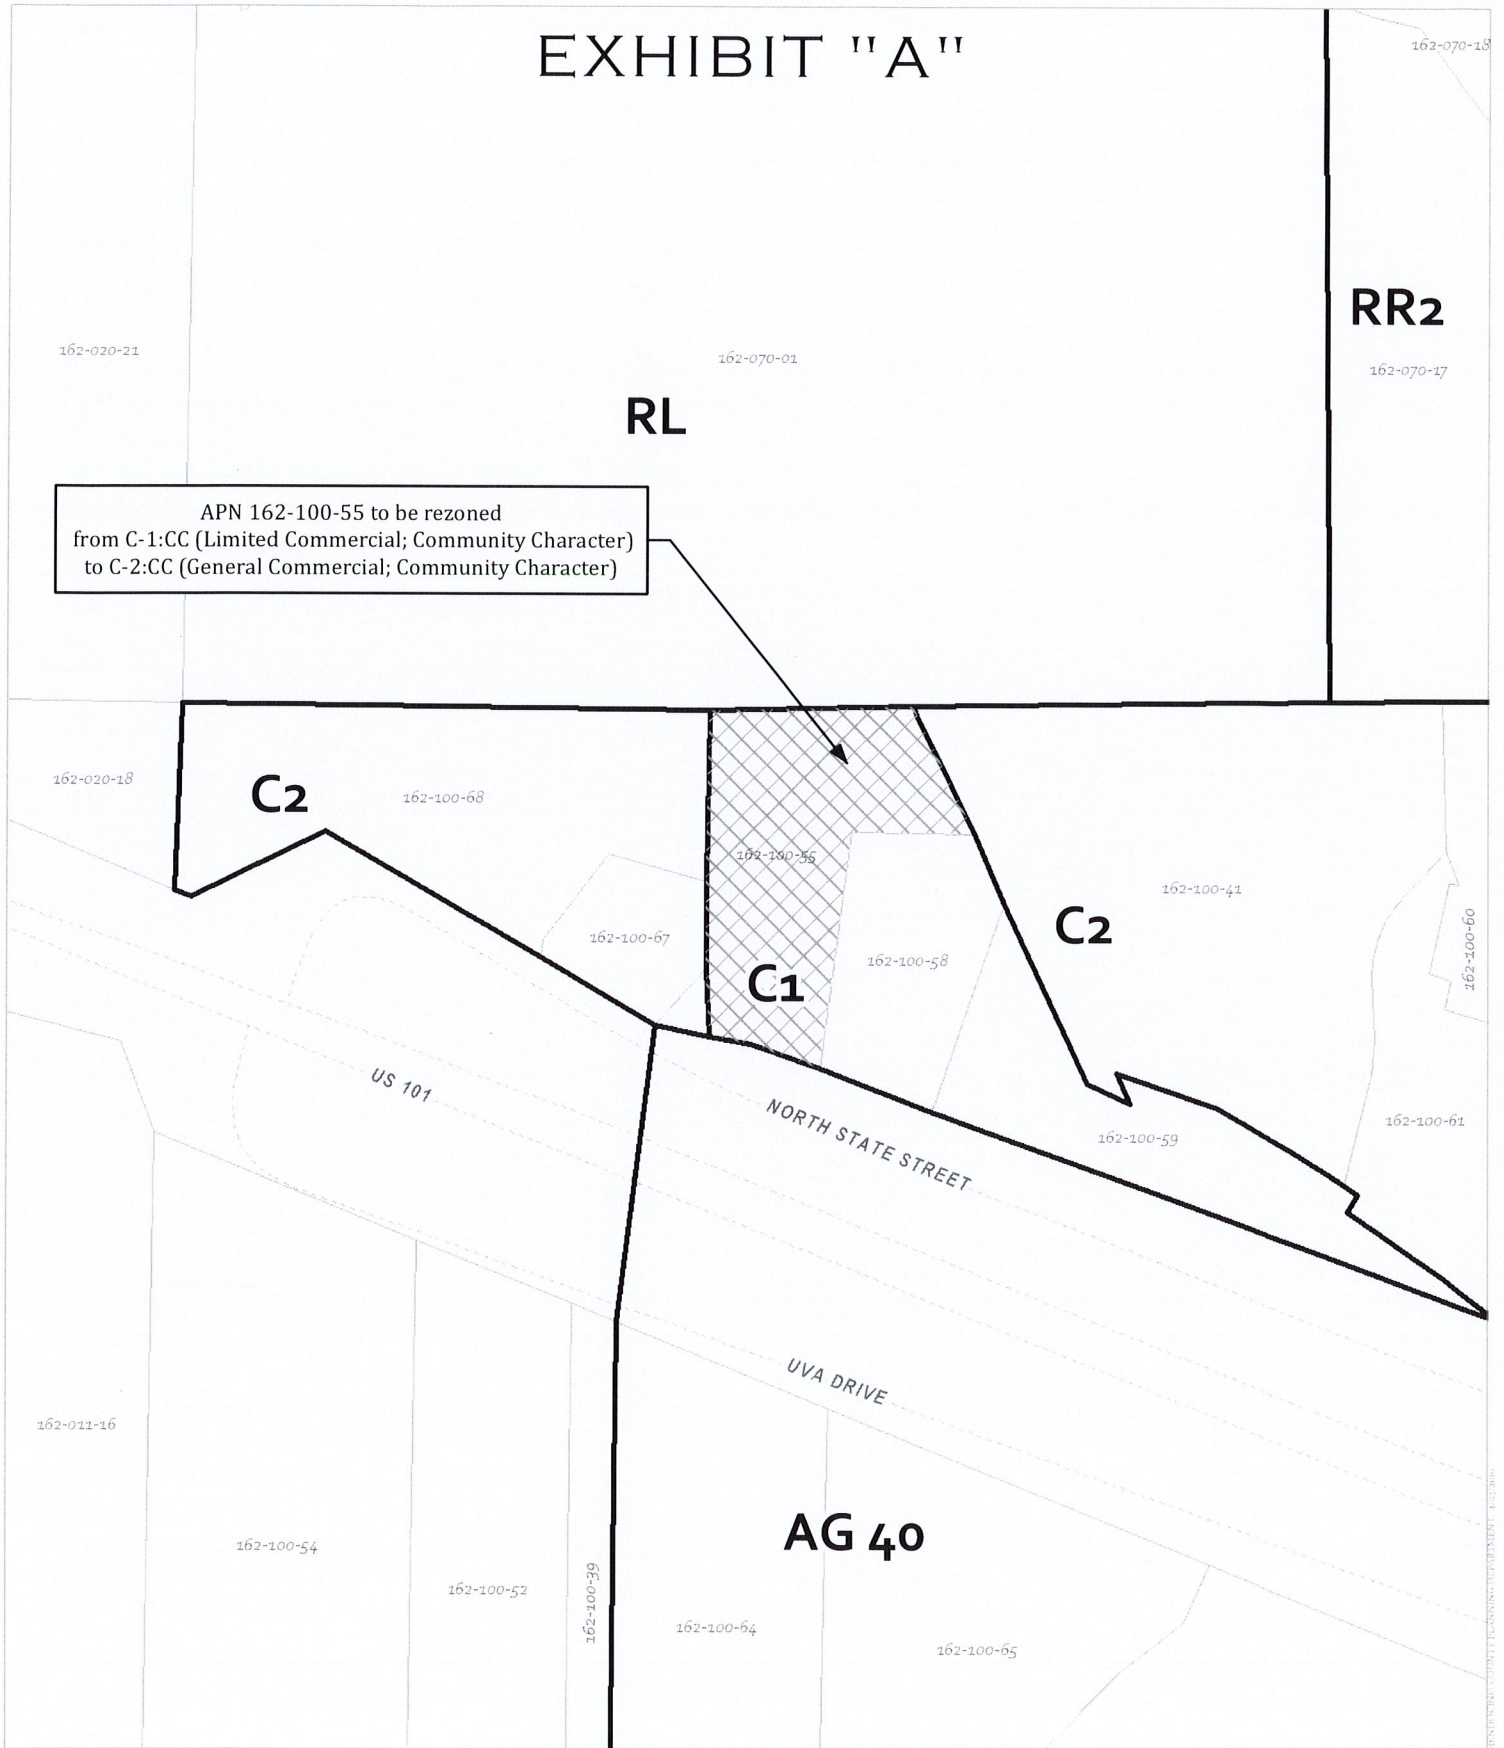 EXHIBIT "A"
162-070-18
RR2
162-020-21
162-070-01
162-070-17
RL
APN 162-100-55 to be rezoned
from C-1:CC (Limited Commercial; Community Character)
to C-2:CC (General Commercial; Community Character)
162-020-18
C2
162-100-68
162-100-55
162-100-41
C2
162-100-60
162-100-67
162-100-58
C1
US 101
NORTH STATE STREET
162-100-59
162-100-61
UVA DRIVE
162-011-16
AG 40
162-100-54
162-100-52
162-100-39
162-100-64
162-100-65